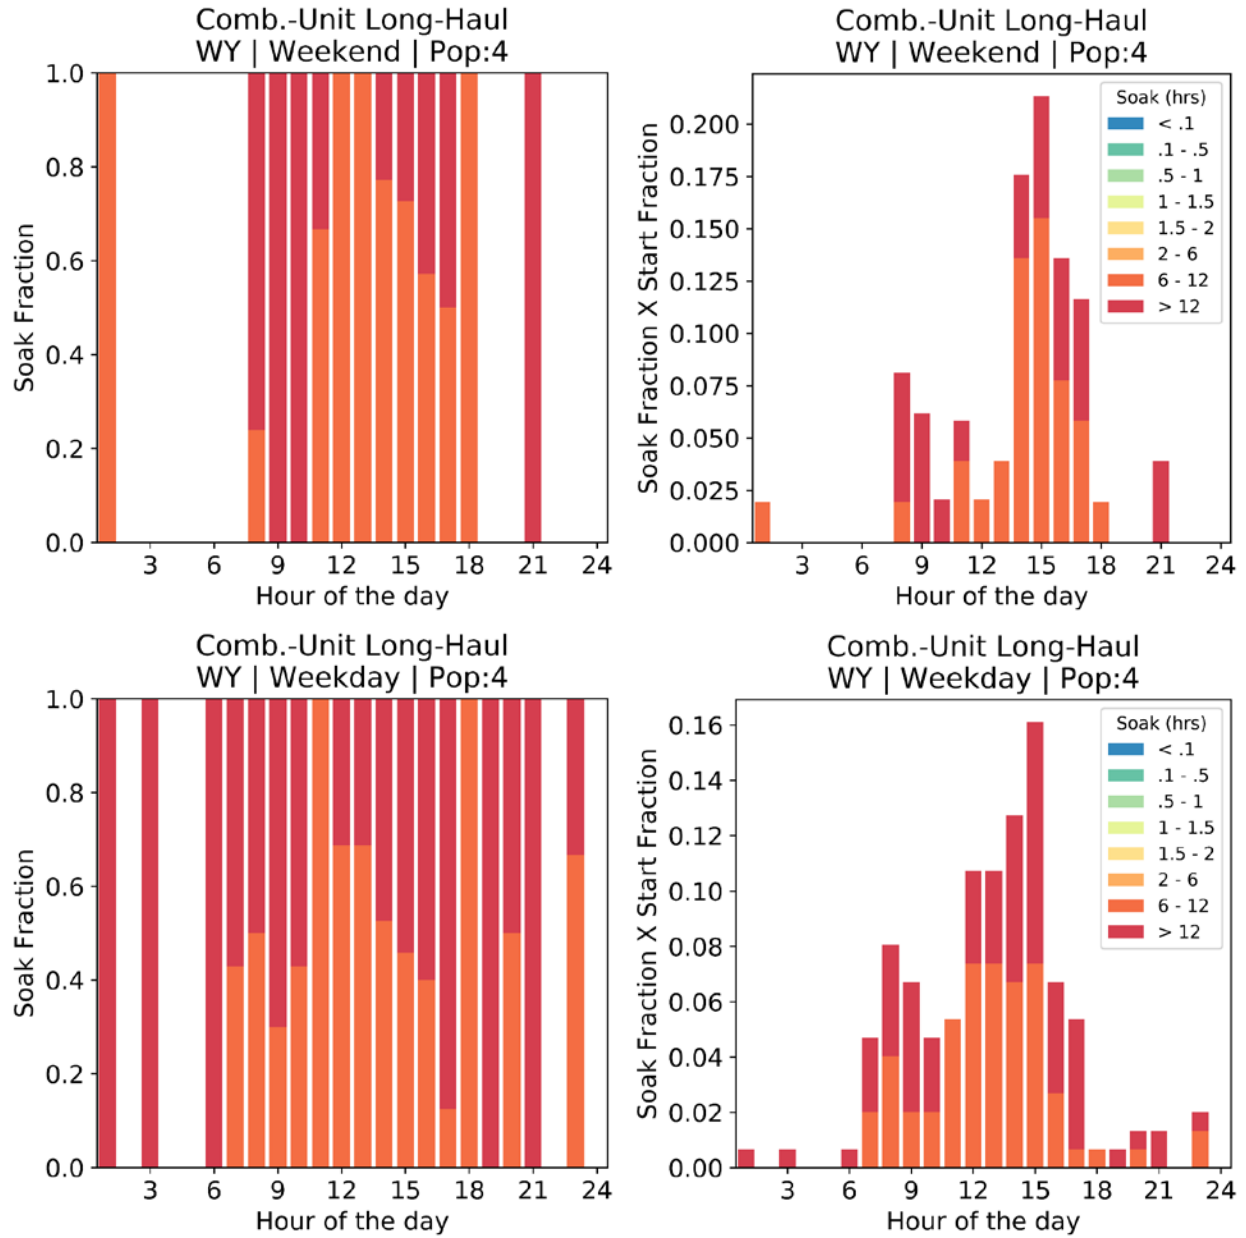 Comb.-Unit Long-Haul
WY | Weekend | Pop:4
Soak Fraction
1.0
0.8
0.6
0.4
0.2
0.0
3 6 9 12 15 18 21 24
Hour of the day
Comb.-Unit Long-Haul
WY | Weekend | Pop:4
Soak Fraction X Start Fraction
0.200
0.175
0.150
0.125
0.100
0.075
0.050
0.025
0.000
Soak (hrs)
< .1
.1 - .5
.5 - 1
1 - 1.5
1.5 - 2
2 - 6
6 - 12
> 12
3 6 9 12 15 18 21 24
Hour of the day
Comb.-Unit Long-Haul
WY | Weekday | Pop:4
Soak Fraction
1.0
0.8
0.6
0.4
0.2
0.0
3 6 9 12 15 18 21 24
Hour of the day
Comb.-Unit Long-Haul
WY | Weekday | Pop:4
Soak Fraction X Start Fraction
0.16
0.14
0.12
0.10
0.08
0.06
0.04
0.02
0.00
Soak (hrs)
< .1
.1 - .5
.5 - 1
1 - 1.5
1.5 - 2
2 - 6
6 - 12
> 12
3 6 9 12 15 18 21 24
Hour of the day